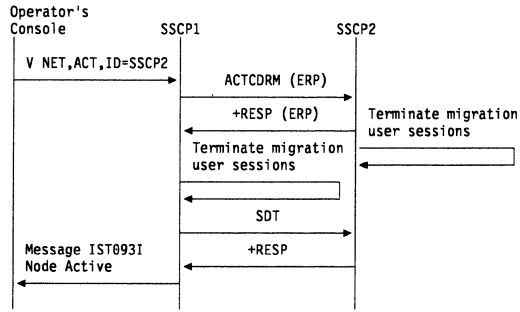 Operator's
Console
SSCP1
SSCP2
V NET,ACT,ID=SSCP2
ACTCDRM (ERP)
+RESP (ERP)
Terminate migration
user sessions
Terminate migration
user sessions
SDT
+RESP
Message IST093I
Node Active